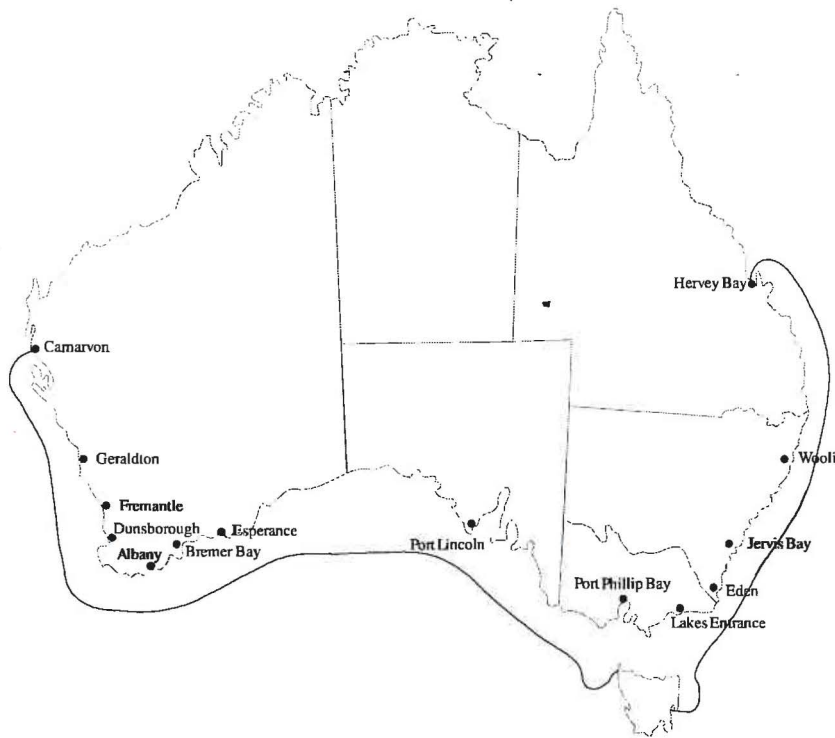 Hervey Bay
Carnarvon
Geraldton
Wooli
Fremantle
Dunsborough
Esperance
Albany
Bremer Bay
Port Lincoln
Jervis Bay
Port Phillip Bay
Eden
Lakes Entrance